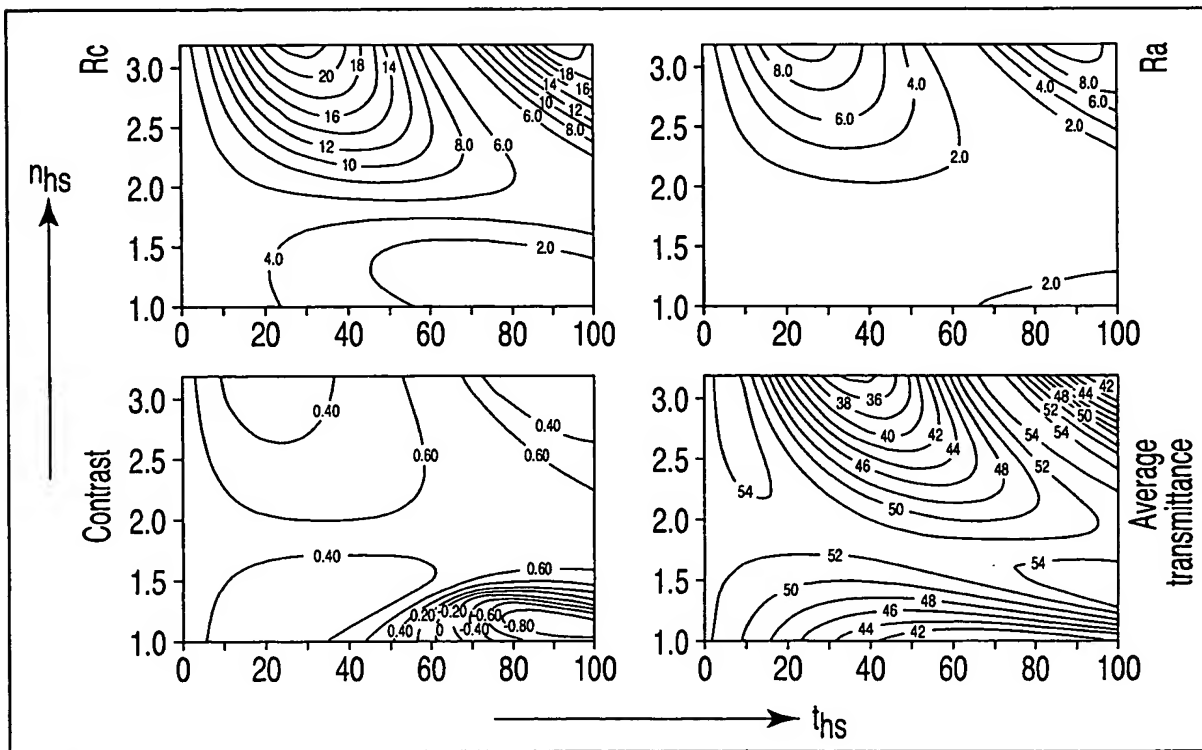 Rc
3.0
2.5
2.0
1.5
1.0
0 20 40 60 80 100
20 18 14 16 12 10 8.0 6.0
18 14 16 10 12 6.0 8.0
4.0 2.0
Ra
3.0
2.5
2.0
1.5
1.0
0 20 40 60 80 100
8.0 4.0 6.0 2.0
4.0 8.0 6.0 2.0
2.0
nhs
Contrast
3.0
2.5
2.0
1.5
1.0
0 20 40 60 80 100
0.40 0.60 0.40 0.60
0.40 0.60
0.20 -0.20 -0.60
0.40 0 -0.40 -0.80
Average
transmittance
3.0
2.5
2.0
1.5
1.0
0 20 40 60 80 100
38 36 48 44 42
40 42 52 50
54 46 44 48 52 54 54
50
52 54
50 48
46
44 42
ths